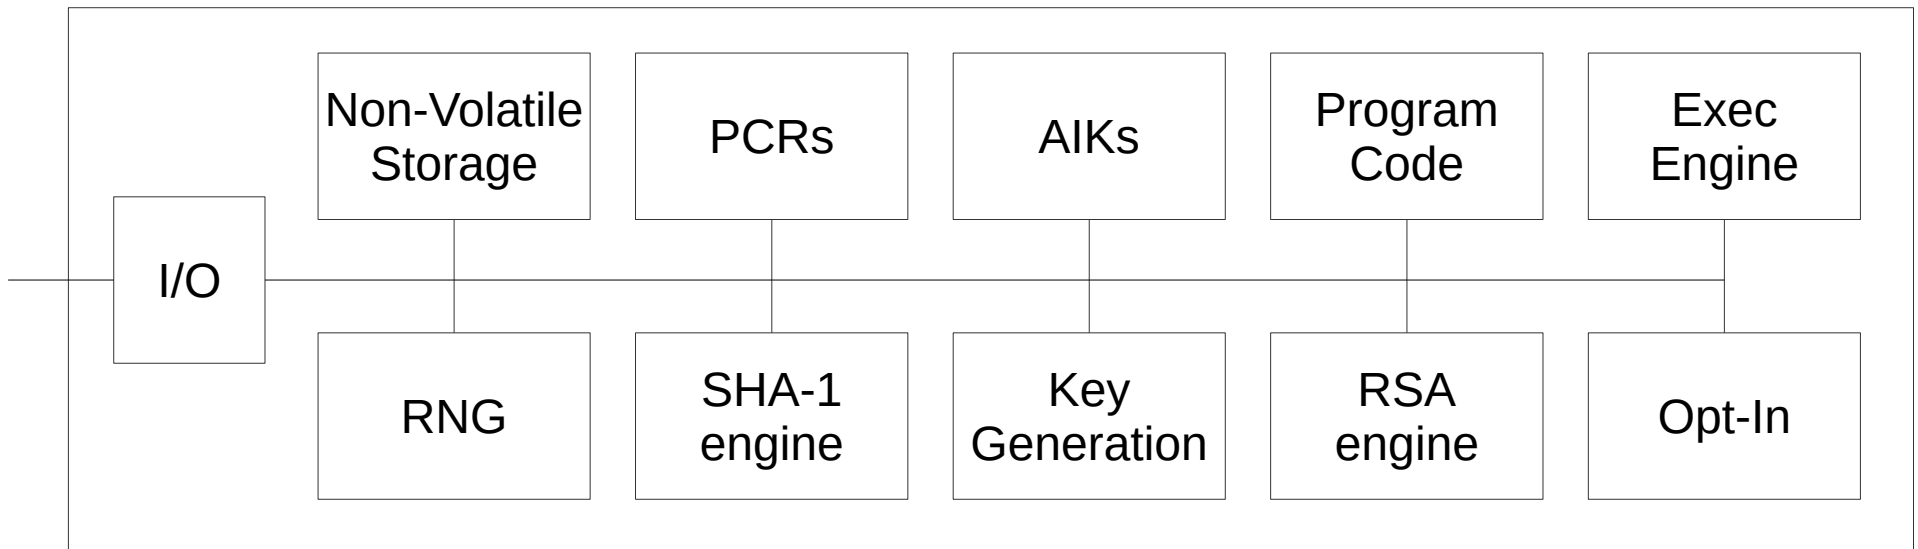 Non-Volatile
Storage
PCRs
AIKs
Program
Code
Exec
Engine
I/O
RNG
SHA-1
engine
Key
Generation
RSA
engine
Opt-In